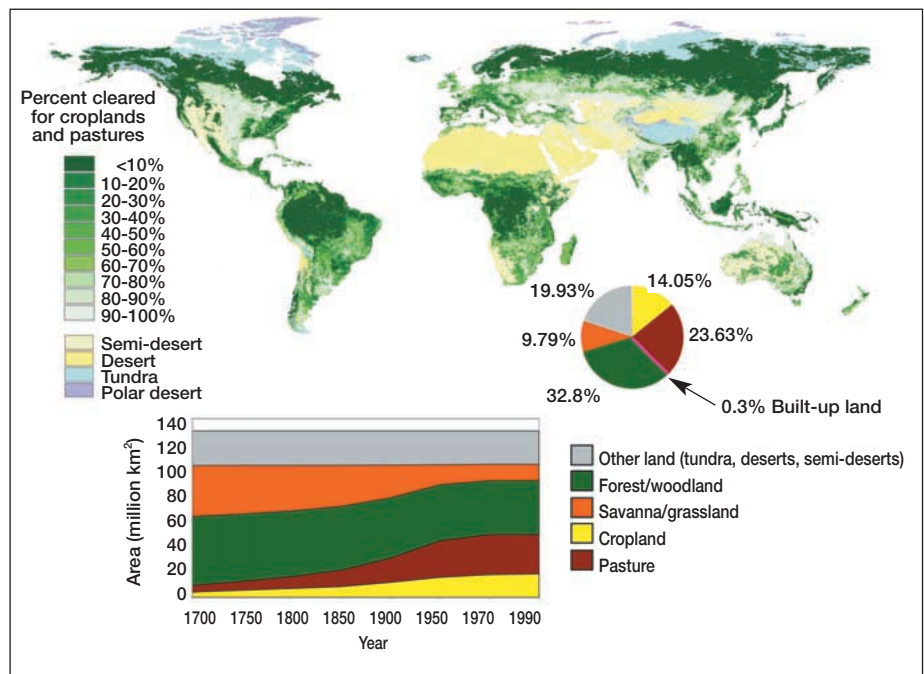 Percent cleared
for croplands
and pastures
<10%
10-20%
20-30%
30-40%
40-50%
50-60%
60-70%
70-80%
80-90%
90-100%
Semi-desert
Desert
Tundra
Polar desert
19.93%
14.05%
9.79%
23.63%
32.8%
0.3% Built-up land
Area (million km²)
140
120
100
80
60
40
20
0
1700 1750 1800 1850 1900 1950 1970 1990
Year
Other land (tundra, deserts, semi-deserts)
Forest/woodland
Savanna/grassland
Cropland
Pasture